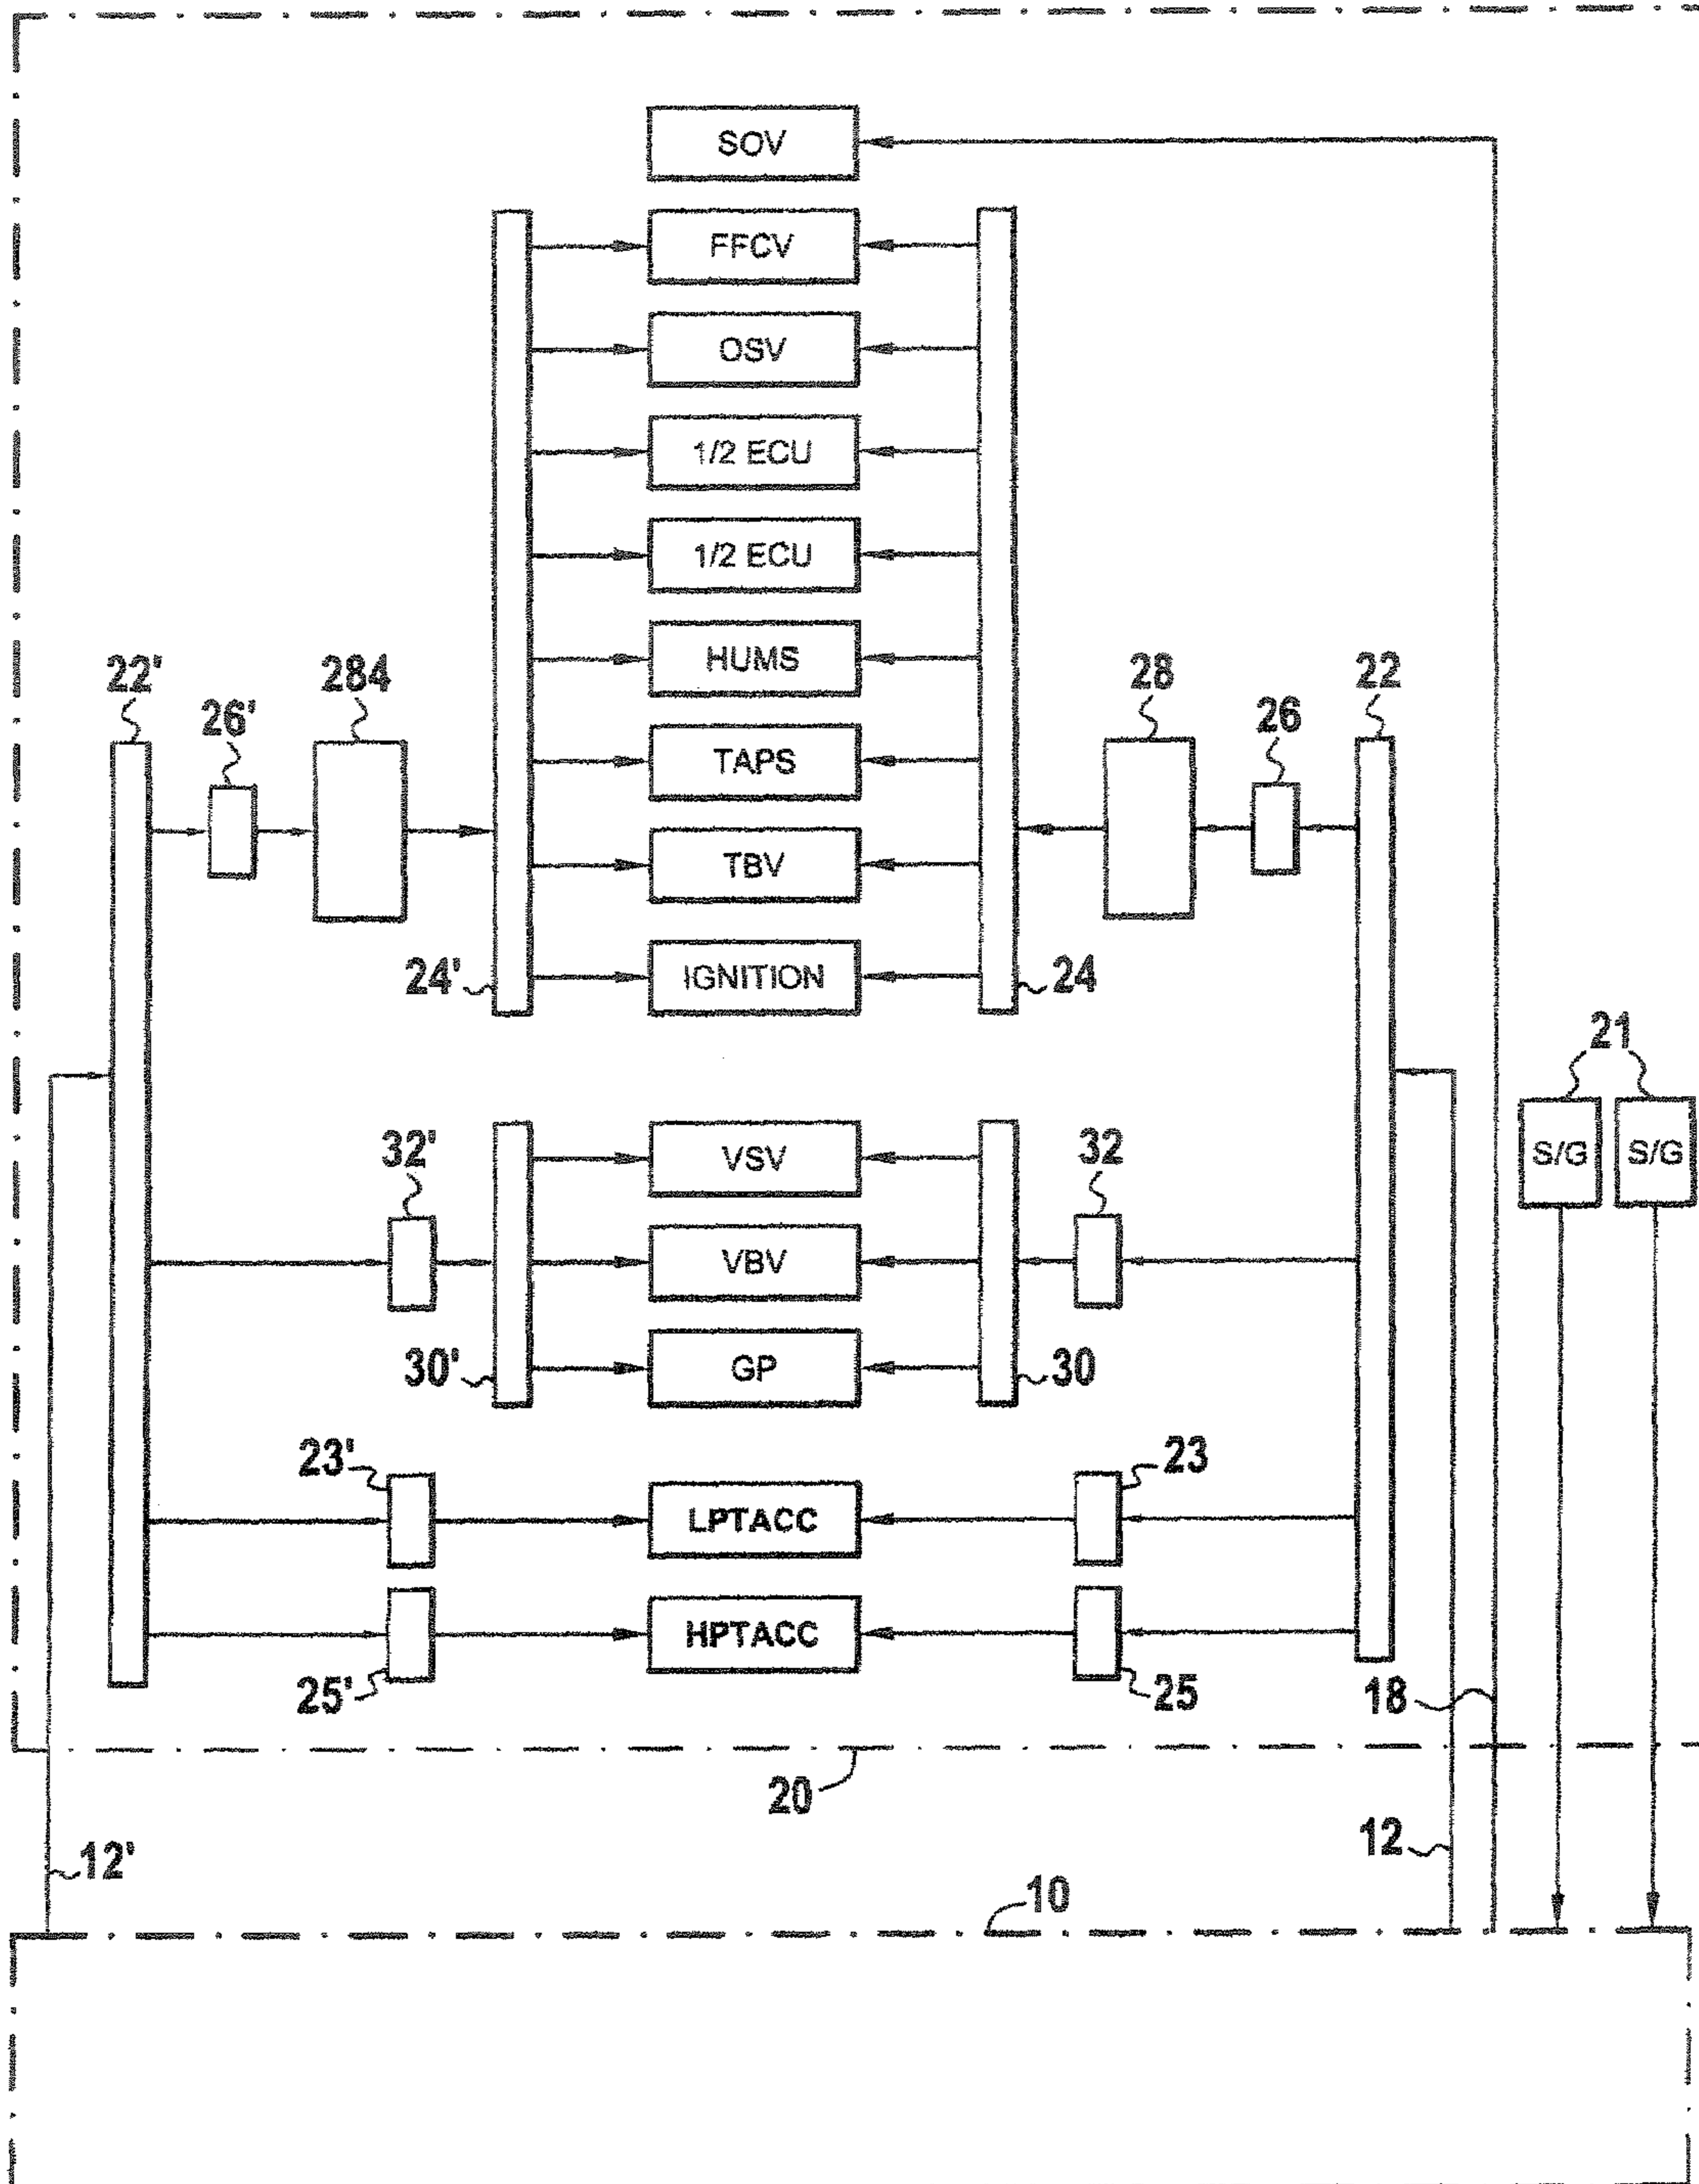 SOV
FFCV
OSV
1/2 ECU
1/2 ECU
HUMS
22'
284
28
22
26'
26
TAPS
TBV
24'
IGNITION
24
21
32'
VSV
32
S/G
S/G
VBV
30'
GP
30
23'
LPTACC
23
HPTACC
25'
25
18
20
12'
12
10